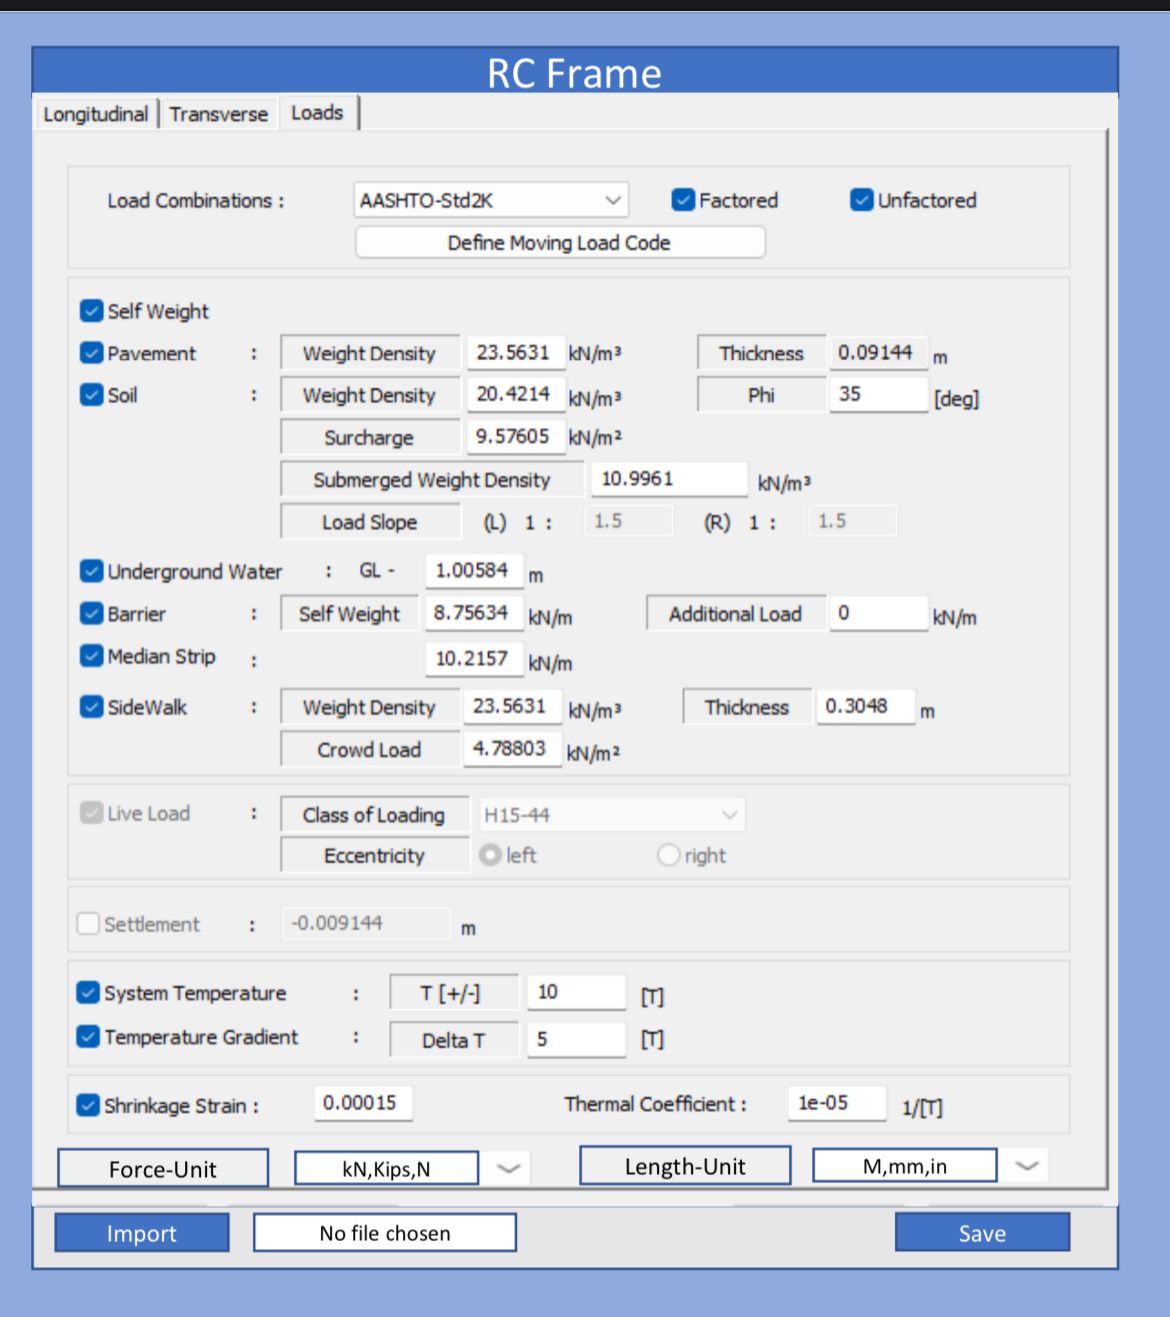 RC Frame
Longitudinal Transverse Loads
Load Combinations : AASHTO-Std2K Factored Unfactored
Define Moving Load Code
Self Weight
Pavement : Weight Density 23.5631 kN/m³ Thickness 0.09144 m
Soil : Weight Density 20.4214 kN/m³ Phi 35 [deg]
Surcharge 9.57605 kN/m²
Submerged Weight Density 10.9961 kN/m³
Load Slope (L) 1 : 1.5 (R) 1 : 1.5
Underground Water : GL - 1.00584 m
Barrier : Self Weight 8.75634 kN/m Additional Load 0 kN/m
Median Strip : 10.2157 kN/m
SideWalk : Weight Density 23.5631 kN/m³ Thickness 0.3048 m
Crowd Load 4.78803 kN/m²
Live Load : Class of Loading H15-44
Eccentricity left right
Settlement : -0.009144 m
System Temperature : T [+/-] 10 [T]
Temperature Gradient : Delta T 5 [T]
Shrinkage Strain : 0.00015 Thermal Coefficient : 1e-05 1/[T]
Force-Unit kN,Kips,N Length-Unit M,mm,in
Import No file chosen Save